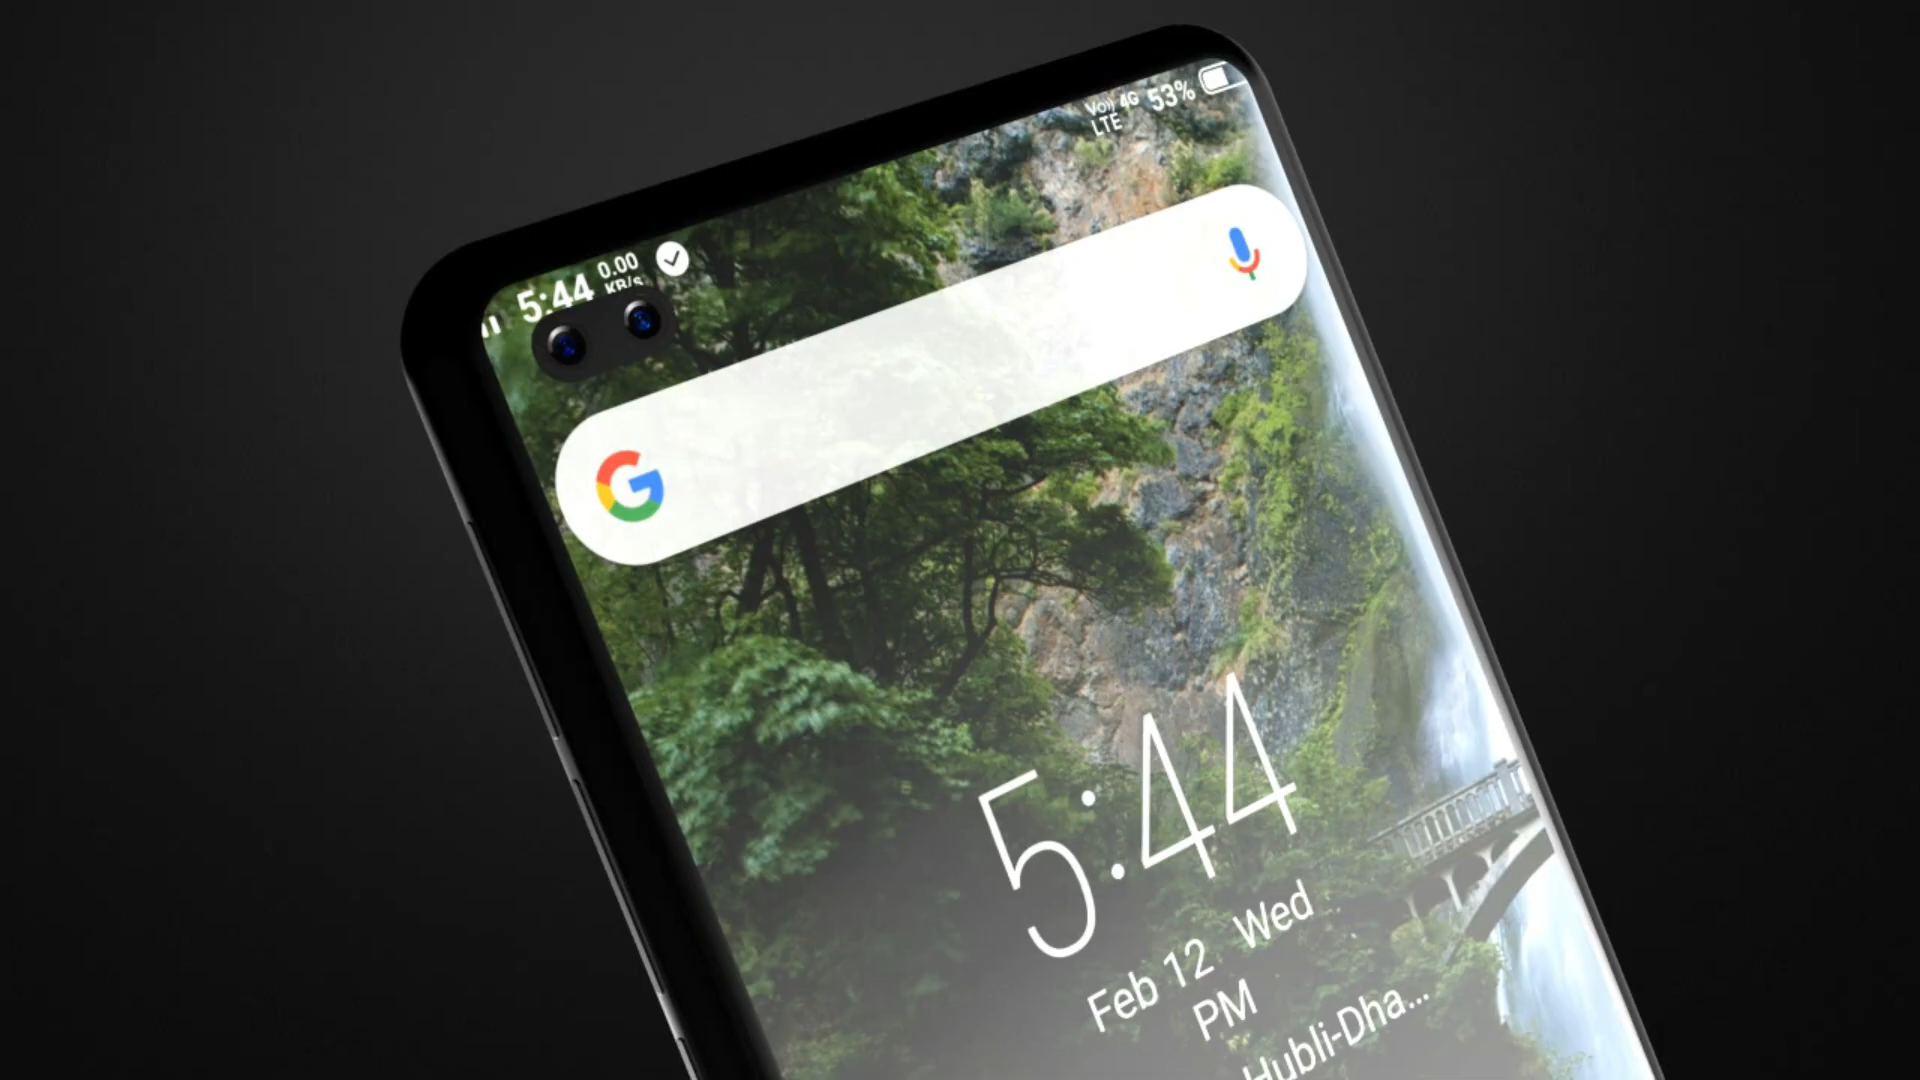 5:44
0.00
KB/s
Vo)) 4G
LTE
53%
G
5:44
Feb 12 Wed
PM
Hubli-Dha...